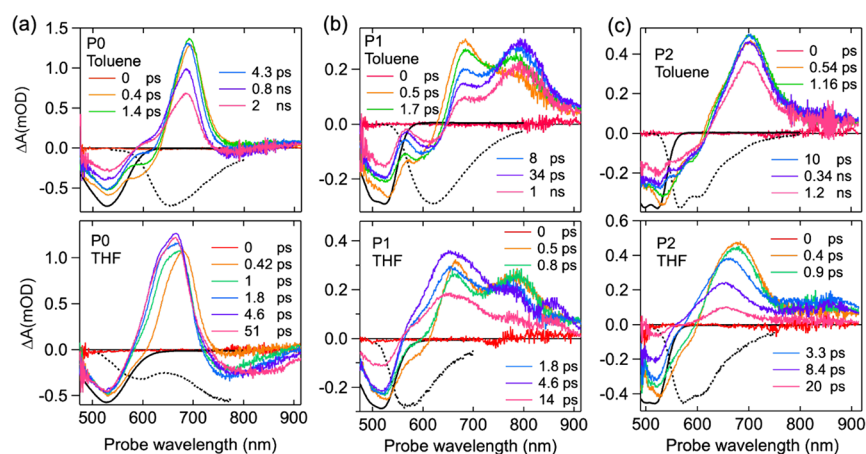 (a)
P0
Toluene
0 ps
0.4 ps
1.4 ps
4.3 ps
0.8 ns
2 ns
1.5
1.0
0.5
0.0
-0.5
ΔA(mOD)
(b)
P1
Toluene
0 ps
0.5 ps
1.7 ps
8 ps
34 ps
1 ns
0.2
0.0
-0.2
(c)
P2
Toluene
0 ps
0.54 ps
1.16 ps
10 ps
0.34 ns
1.2 ns
0.4
0.2
0.0
-0.2
P0
THF
0 ps
0.42 ps
1 ps
1.8 ps
4.6 ps
51 ps
1.0
0.5
0.0
-0.5
ΔA(mOD)
500 600 700 800 900
Probe wavelength (nm)
P1
THF
0 ps
0.5 ps
0.8 ps
1.8 ps
4.6 ps
14 ps
0.4
0.2
0.0
-0.2
500 600 700 800 900
Probe wavelength (nm)
P2
THF
0 ps
0.4 ps
0.9 ps
3.3 ps
8.4 ps
20 ps
0.6
0.4
0.2
0.0
-0.2
-0.4
500 600 700 800 900
Probe wavelength (nm)